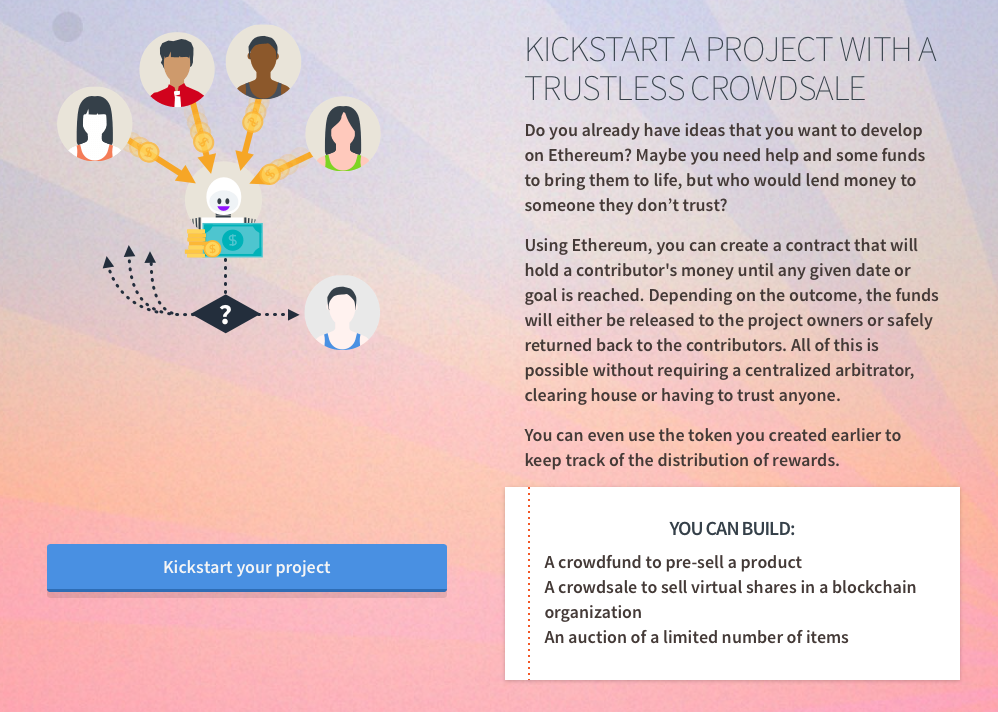 KICKSTART A PROJECT WITH A
TRUSTLESS CROWDSALE
Do you already have ideas that you want to develop
on Ethereum? Maybe you need help and some funds
to bring them to life, but who would lend money to
someone they don’t trust?
Using Ethereum, you can create a contract that will
hold a contributor's money until any given date or
goal is reached. Depending on the outcome, the funds
will either be released to the project owners or safely
returned back to the contributors. All of this is
possible without requiring a centralized arbitrator,
clearing house or having to trust anyone.
You can even use the token you created earlier to
keep track of the distribution of rewards.
$
$
$
$
$
$
?
Kickstart your project
YOU CAN BUILD:
A crowdfund to pre-sell a product
A crowdsale to sell virtual shares in a blockchain
organization
An auction of a limited number of items